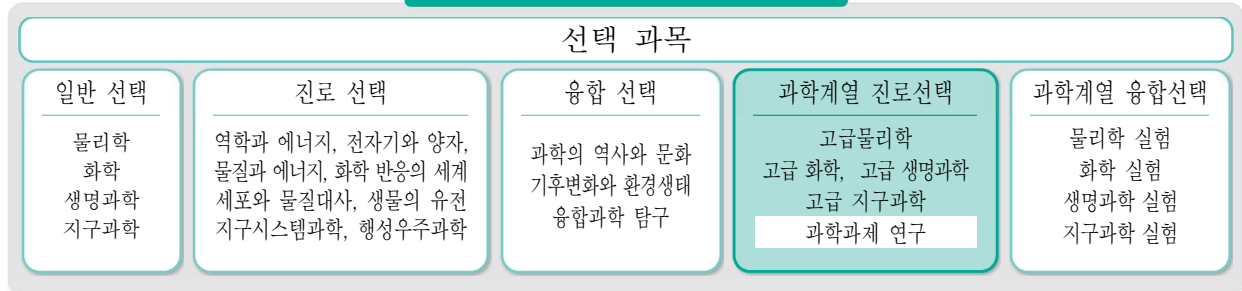 선택 과목
일반 선택
물리학
화학
생명과학
지구과학
진로 선택
역학과 에너지, 전자기와 양자,
물질과 에너지, 화학 반응의 세계
세포와 물질대사, 생물의 유전
지구시스템과학, 행성우주과학
융합 선택
과학의 역사와 문화
기후변화와 환경생태
융합과학 탐구
과학계열 진로선택
고급물리학
고급 화학, 고급 생명과학
고급 지구과학
과학과제 연구
과학계열 융합선택
물리학 실험
화학 실험
생명과학 실험
지구과학 실험